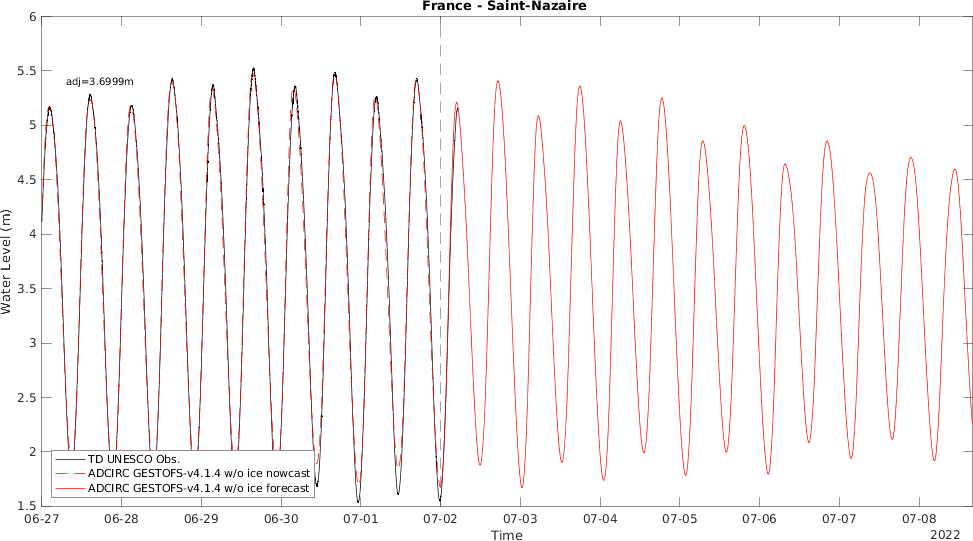 France - Saint-Nazaire
6
5.5
5
4.5
4
3.5
3
2.5
2
1.5
Water Level (m)
adj=3.6999m
TD UNESCO Obs.
ADCIRC GESTOFS-v4.1.4 w/o ice nowcast
ADCIRC GESTOFS-v4.1.4 w/o ice forecast
06-27 06-28 06-29 06-30 07-01 07-02 07-03 07-04 07-05 07-06 07-07 07-08
Time
2022